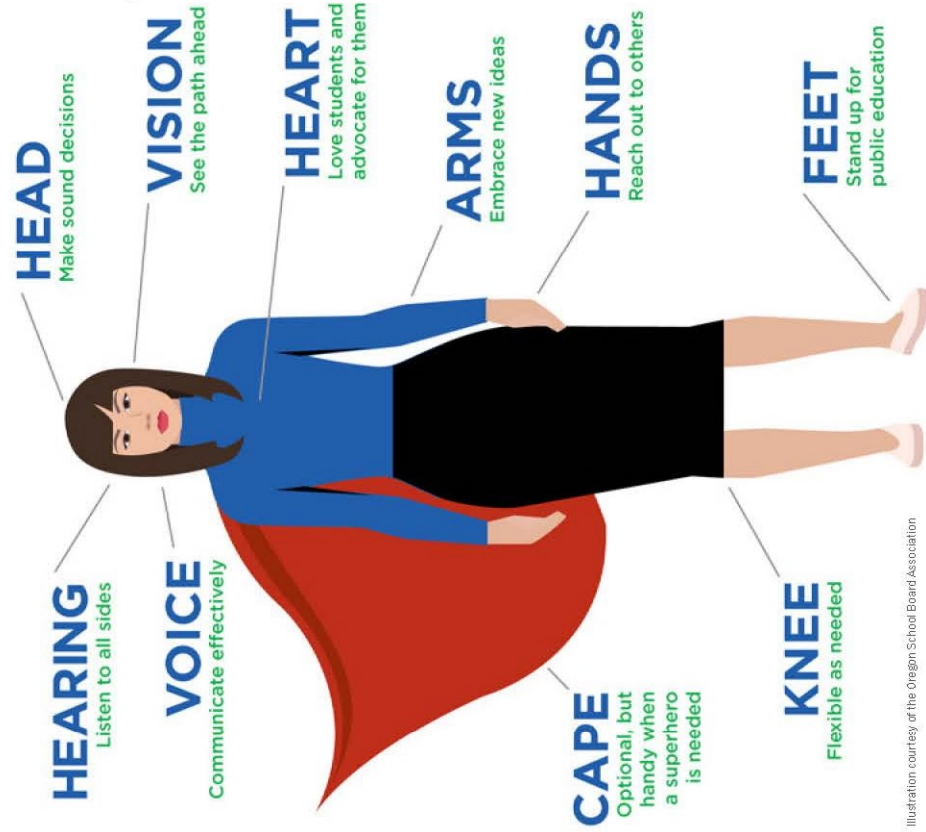 HEAD
Make sound decisions
VISION
See the path ahead
HEART
Love students and
advocate for them
ARMS
Embrace new ideas
HANDS
Reach out to others
FEET
Stand up for
public education
HEARING
Listen to all sides
VOICE
Communicate effectively
CAPE
Optional, but
handy when
a superhero
is needed
KNEE
Flexible as needed
Illustration courtesy of the Oregon School Board Association